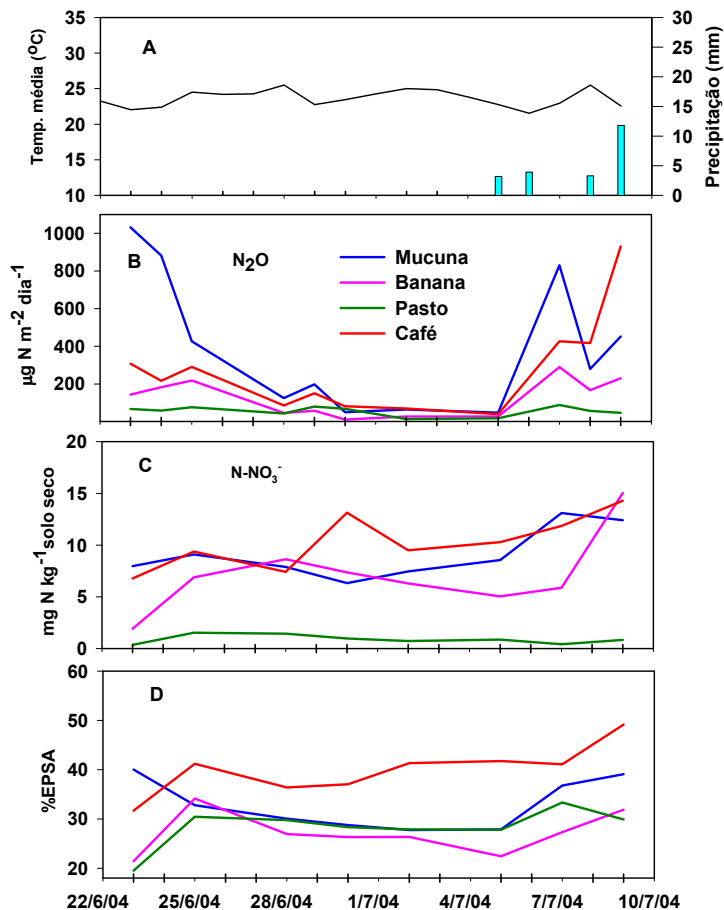 A
Temp. média (ºC)
35
30
25
20
15
10
Precipitação (mm)
30
25
20
15
10
5
0
B
N₂O
µg N m⁻² dia⁻¹
1000
800
600
400
200
Mucuna
Banana
Pasto
Café
C
N-NO₃⁻
mg N kg⁻¹ solo seco
20
15
10
5
0
D
%EPSA
60
50
40
30
20
22/6/04 25/6/04 28/6/04 1/7/04 4/7/04 7/7/04 10/7/04